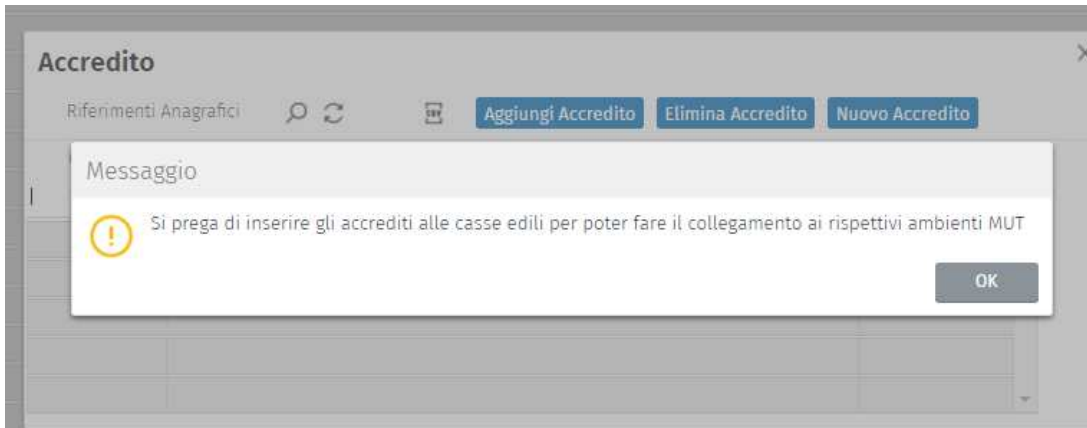 Accredito
Riferimenti Anagrafici Aggiungi Accredito Elimina Accredito Nuovo Accredito
Messaggio
Si prega di inserire gli accrediti alle casse edili per poter fare il collegamento ai rispettivi ambienti MUT
OK